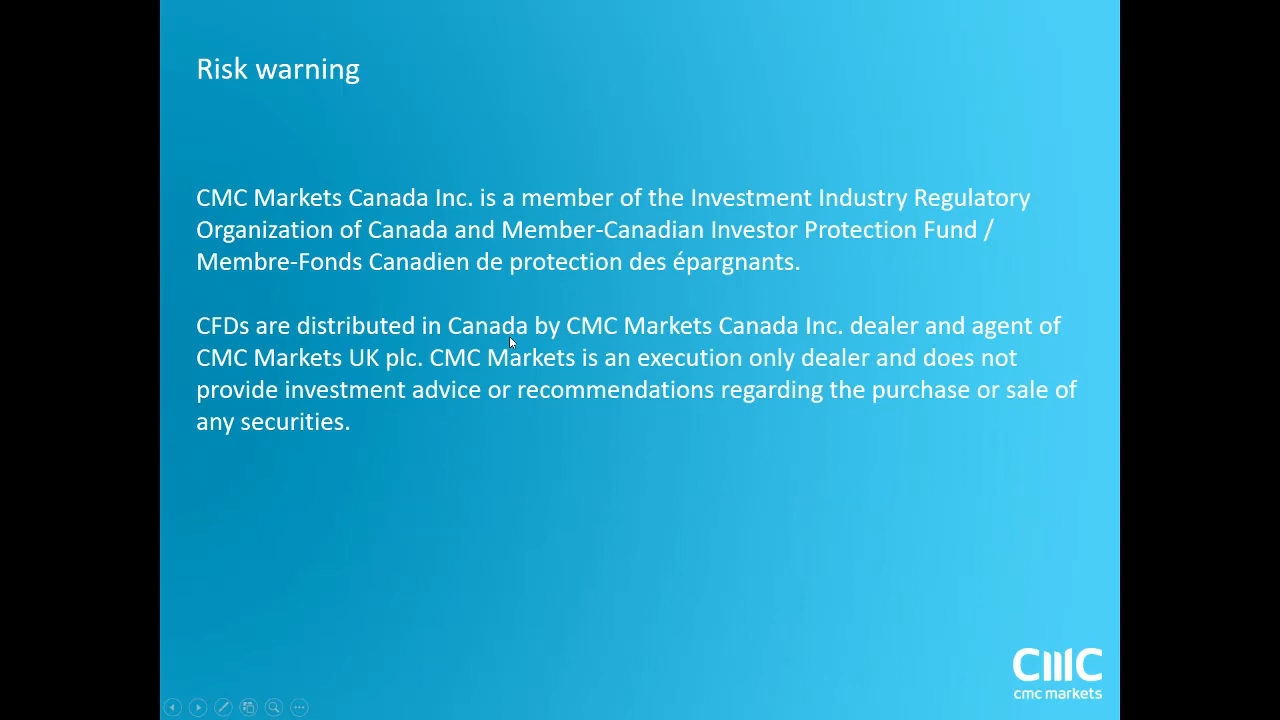 Risk warning
CMC Markets Canada Inc. is a member of the Investment Industry Regulatory
Organization of Canada and Member-Canadian Investor Protection Fund /
Membre-Fonds Canadien de protection des épargnants.
CFDs are distributed in Canada by CMC Markets Canada Inc. dealer and agent of
CMC Markets UK plc. CMC Markets is an execution only dealer and does not
provide investment advice or recommendations regarding the purchase or sale of
any securities.
CMC
cmc markets